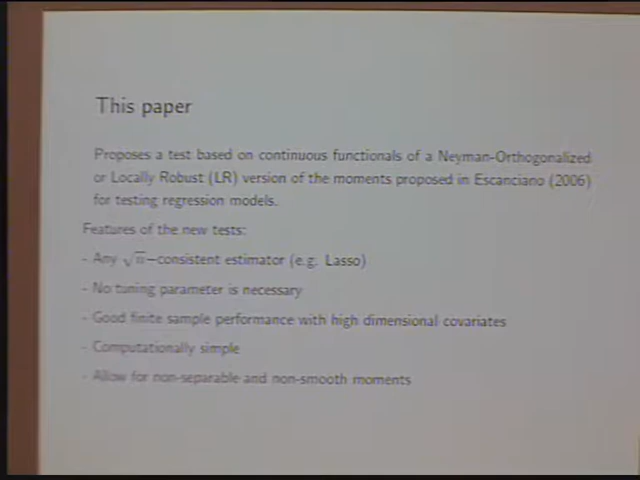 This paper
Proposes a test based on continuous functionals of a Neyman-Orthogonalized
or Locally Robust (LR) version of the moments proposed in Escanciano (2006)
for testing regression models.
Features of the new tests:
- Any √n−consistent estimator (e.g. Lasso)
- No tuning parameter is necessary
- Good finite sample performance with high dimensional covariates
- Computationally simple
- Allow for non-separable and non-smooth moments